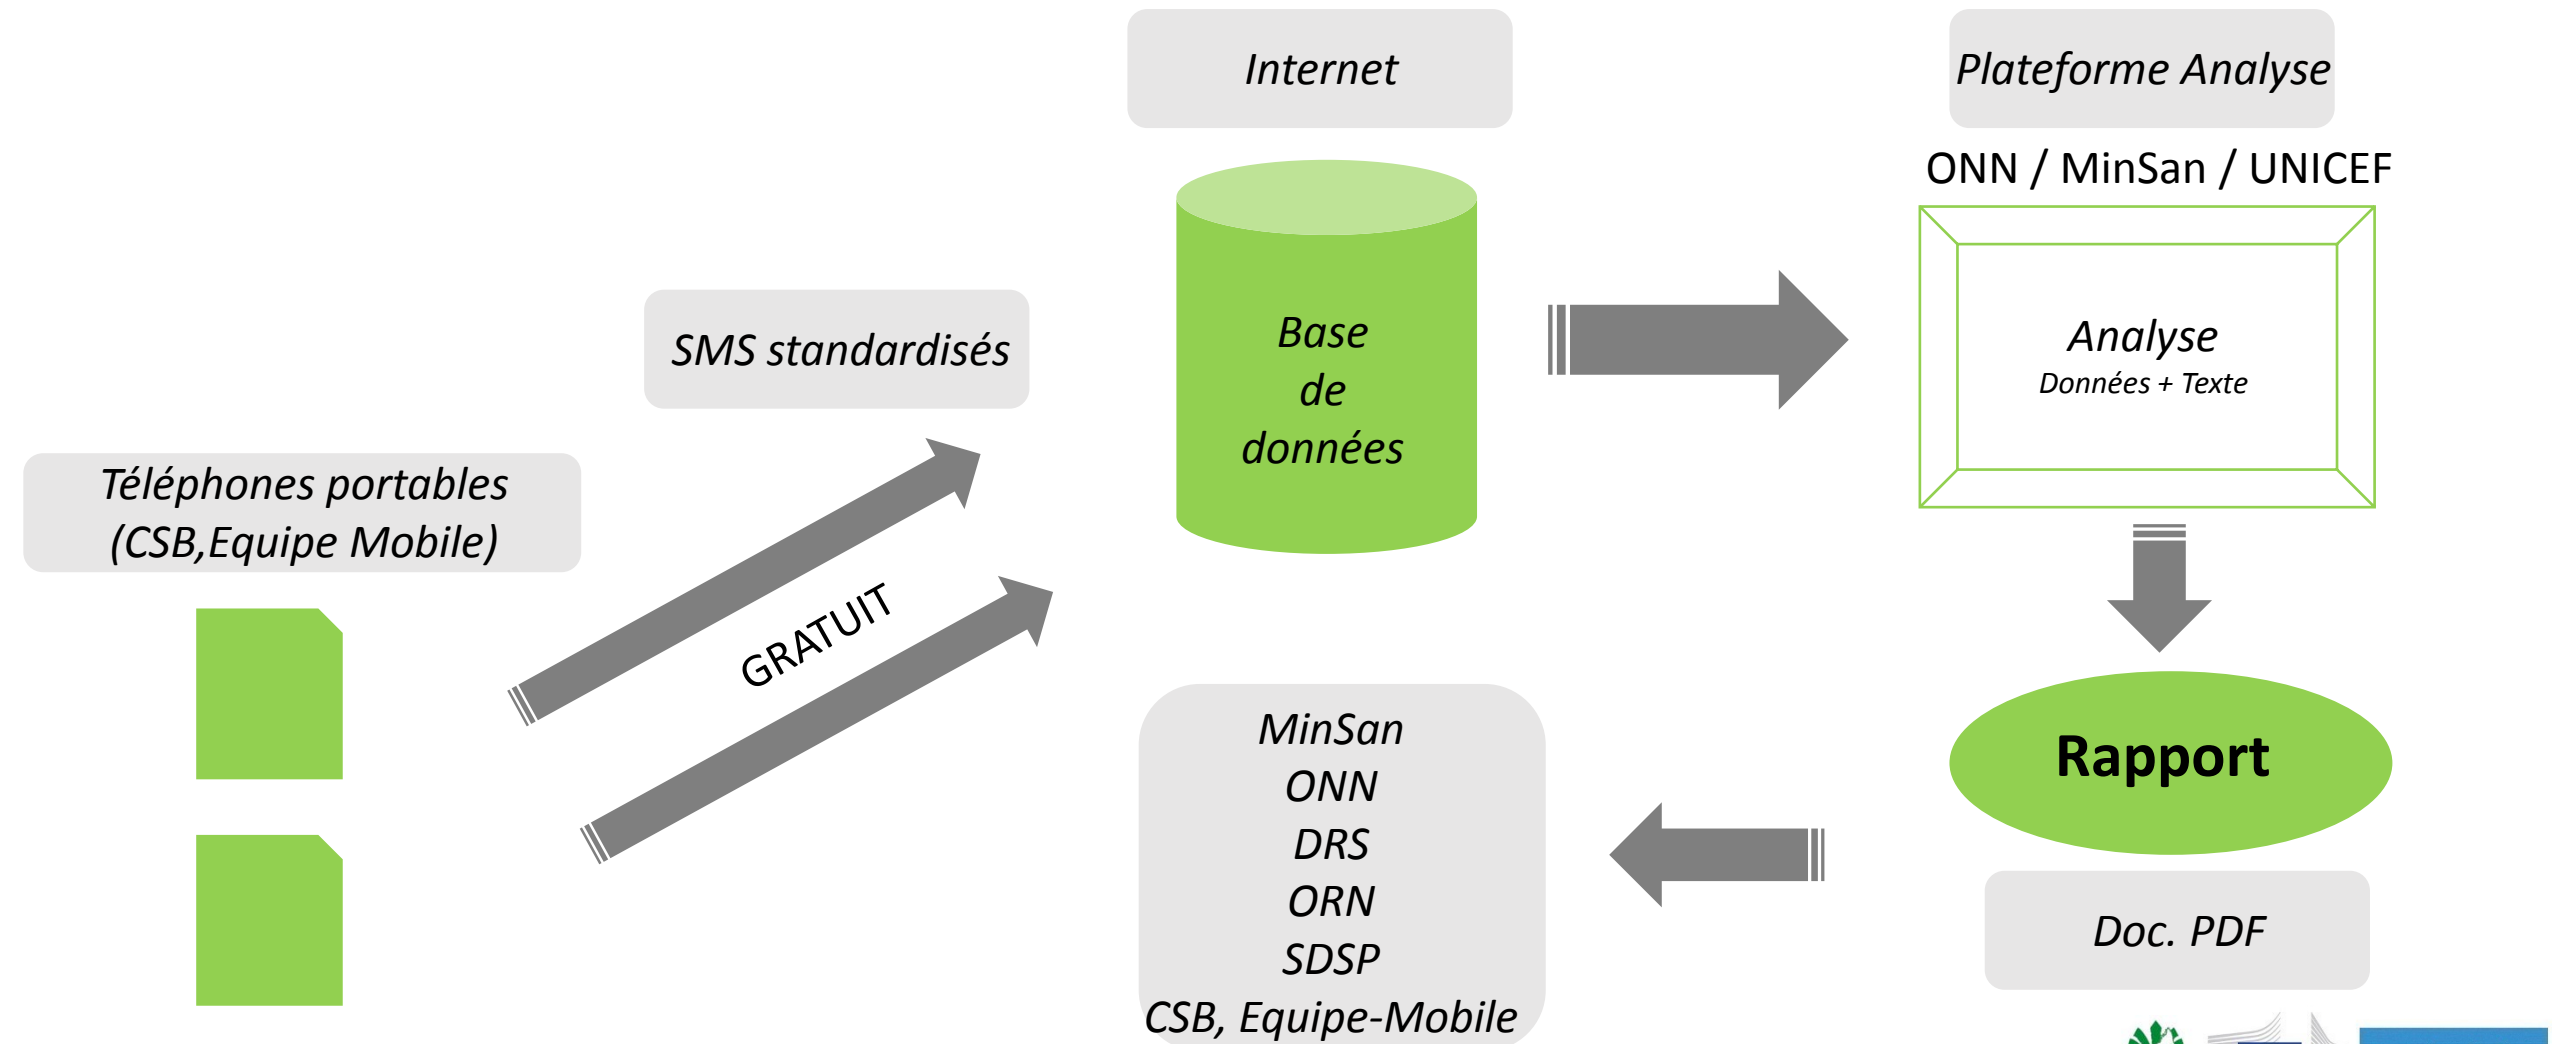 Internet
Plateforme Analyse
ONN / MinSan / UNICEF
SMS standardisés
Base
de
données
Analyse
Données + Texte
Téléphones portables
(CSB,Equipe Mobile)
GRATUIT
MinSan
ONN
DRS
ORN
SDSP
CSB, Equipe-Mobile
Rapport
Doc. PDF